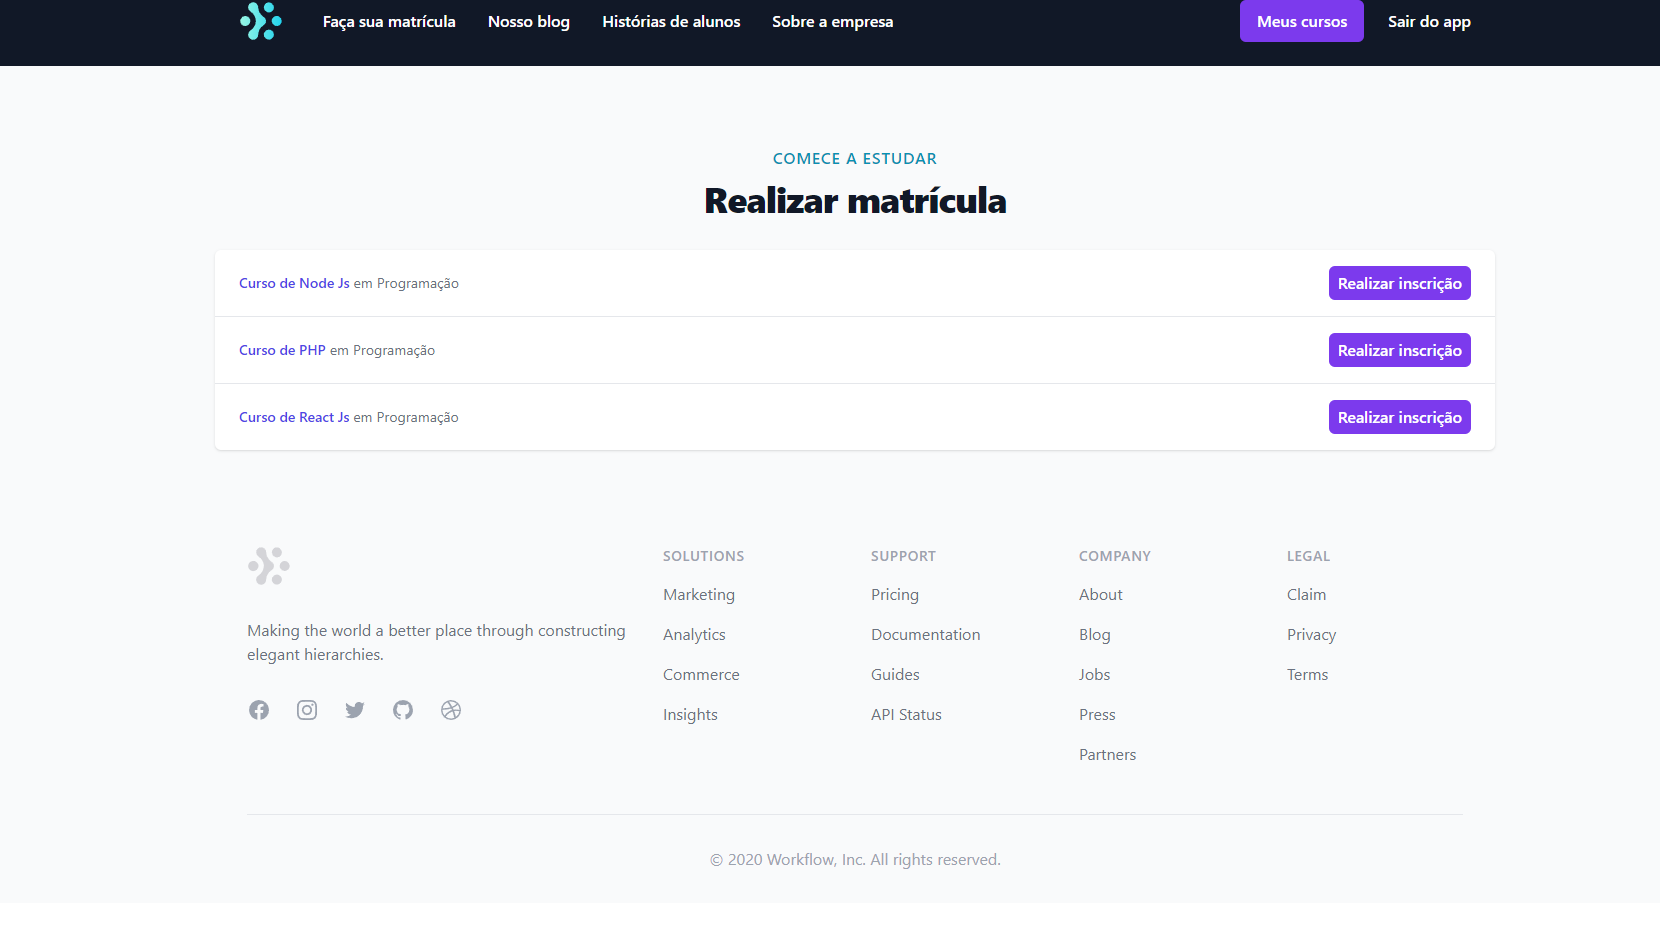 Faça sua matrícula Nosso blog Histórias de alunos Sobre a empresa Meus cursos Sair do app
COMECE A ESTUDAR
Realizar matrícula
Curso de Node Js em Programação Realizar inscrição
Curso de PHP em Programação Realizar inscrição
Curso de React Js em Programação Realizar inscrição
Making the world a better place through constructing
elegant hierarchies.
SOLUTIONS
Marketing
Analytics
Commerce
Insights
SUPPORT
Pricing
Documentation
Guides
API Status
COMPANY
About
Blog
Jobs
Press
Partners
LEGAL
Claim
Privacy
Terms
© 2020 Workflow, Inc. All rights reserved.